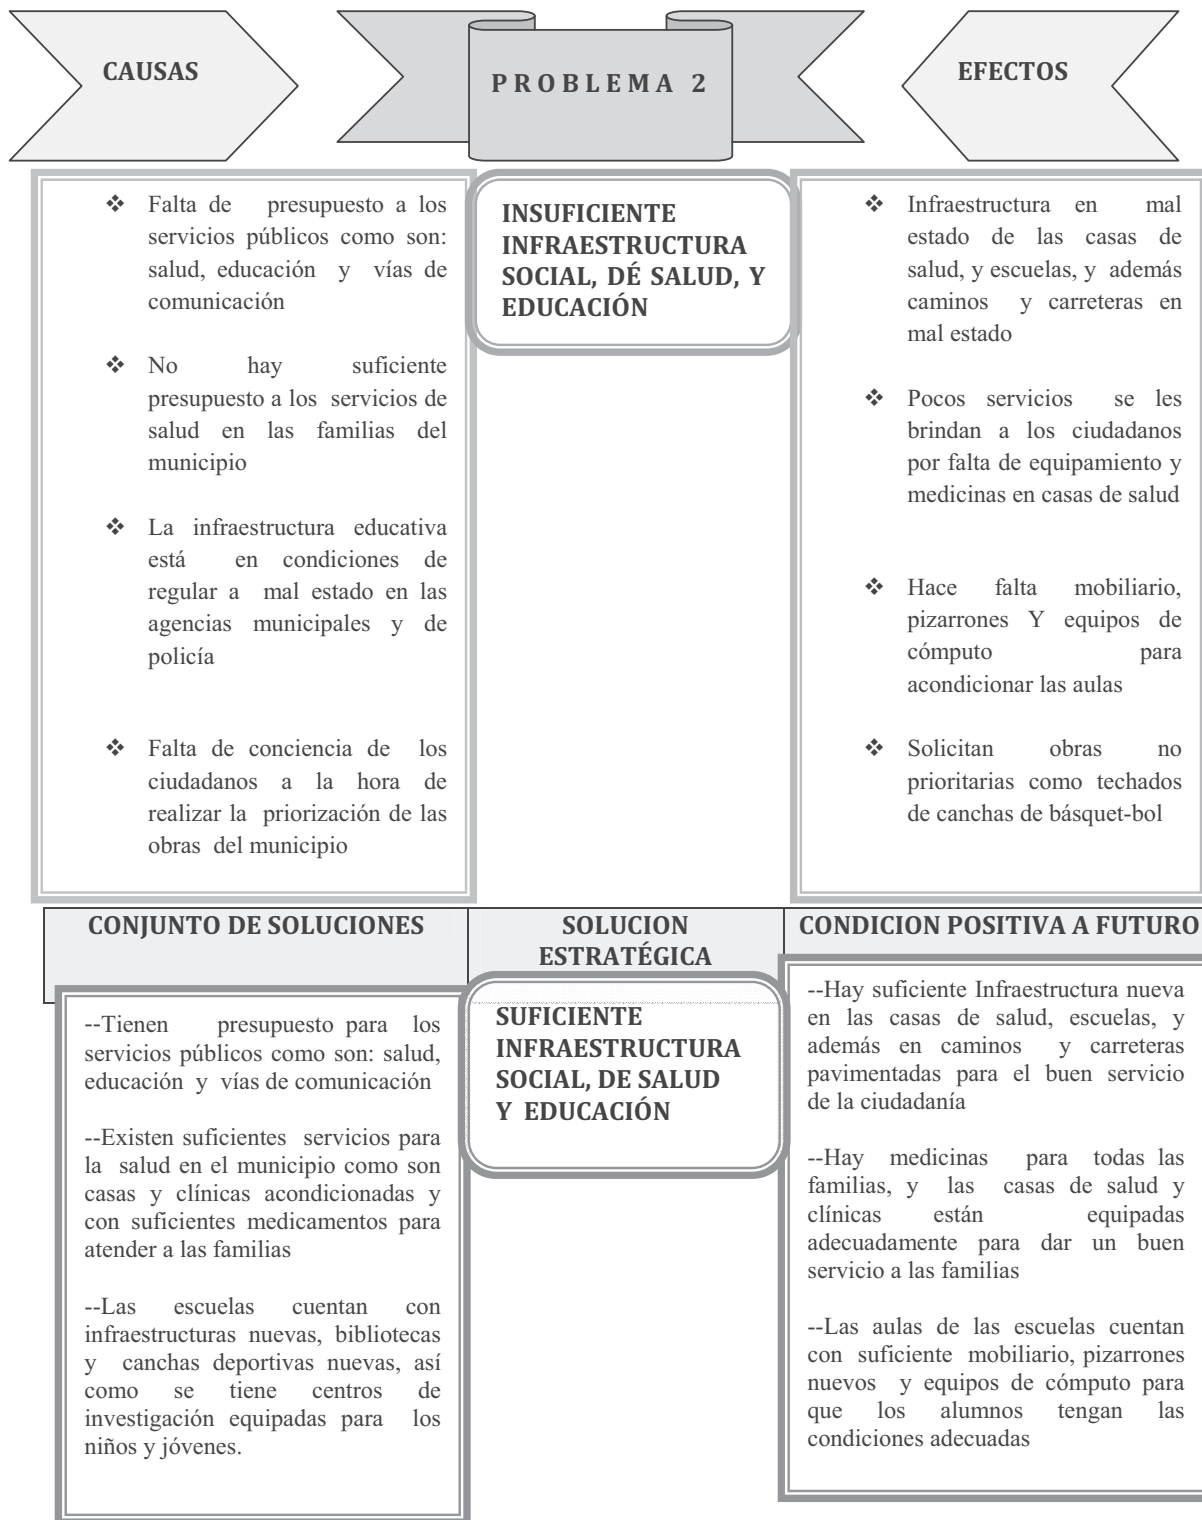 CAUSAS
PROBLEMA 2
EFECTOS
❖ Falta de presupuesto a los
servicios públicos como son:
salud, educación y vías de
comunicación
❖ No hay suficiente
presupuesto a los servicios de
salud en las familias del
municipio
❖ La infraestructura educativa
está en condiciones de
regular a mal estado en las
agencias municipales y de
policía
❖ Falta de conciencia de los
ciudadanos a la hora de
realizar la priorización de las
obras del municipio
INSUFICIENTE
INFRAESTRUCTURA
SOCIAL, DÉ SALUD, Y
EDUCACIÓN
❖ Infraestructura en mal
estado de las casas de
salud, y escuelas, y además
caminos y carreteras en
mal estado
❖ Pocos servicios se les
brindan a los ciudadanos
por falta de equipamiento y
medicinas en casas de salud
❖ Hace falta mobiliario,
pizarrones Y equipos de
cómputo para
acondicionar las aulas
❖ Solicitan obras no
prioritarias como techados
de canchas de básquet-bol
CONJUNTO DE SOLUCIONES
SOLUCION
ESTRATÉGICA
CONDICION POSITIVA A FUTURO
--Tienen presupuesto para los
servicios públicos como son: salud,
educación y vías de comunicación
--Existen suficientes servicios para
la salud en el municipio como son
casas y clínicas acondicionadas y
con suficientes medicamentos para
atender a las familias
--Las escuelas cuentan con
infraestructuras nuevas, bibliotecas
y canchas deportivas nuevas, así
como se tiene centros de
investigación equipadas para los
niños y jóvenes.
SUFICIENTE
INFRAESTRUCTURA
SOCIAL, DE SALUD
Y EDUCACIÓN
--Hay suficiente Infraestructura nueva
en las casas de salud, escuelas, y
además en caminos y carreteras
pavimentadas para el buen servicio
de la ciudadanía
--Hay medicinas para todas las
familias, y las casas de salud y
clínicas están equipadas
adecuadamente para dar un buen
servicio a las familias
--Las aulas de las escuelas cuentan
con suficiente mobiliario, pizarrones
nuevos y equipos de cómputo para
que los alumnos tengan las
condiciones adecuadas